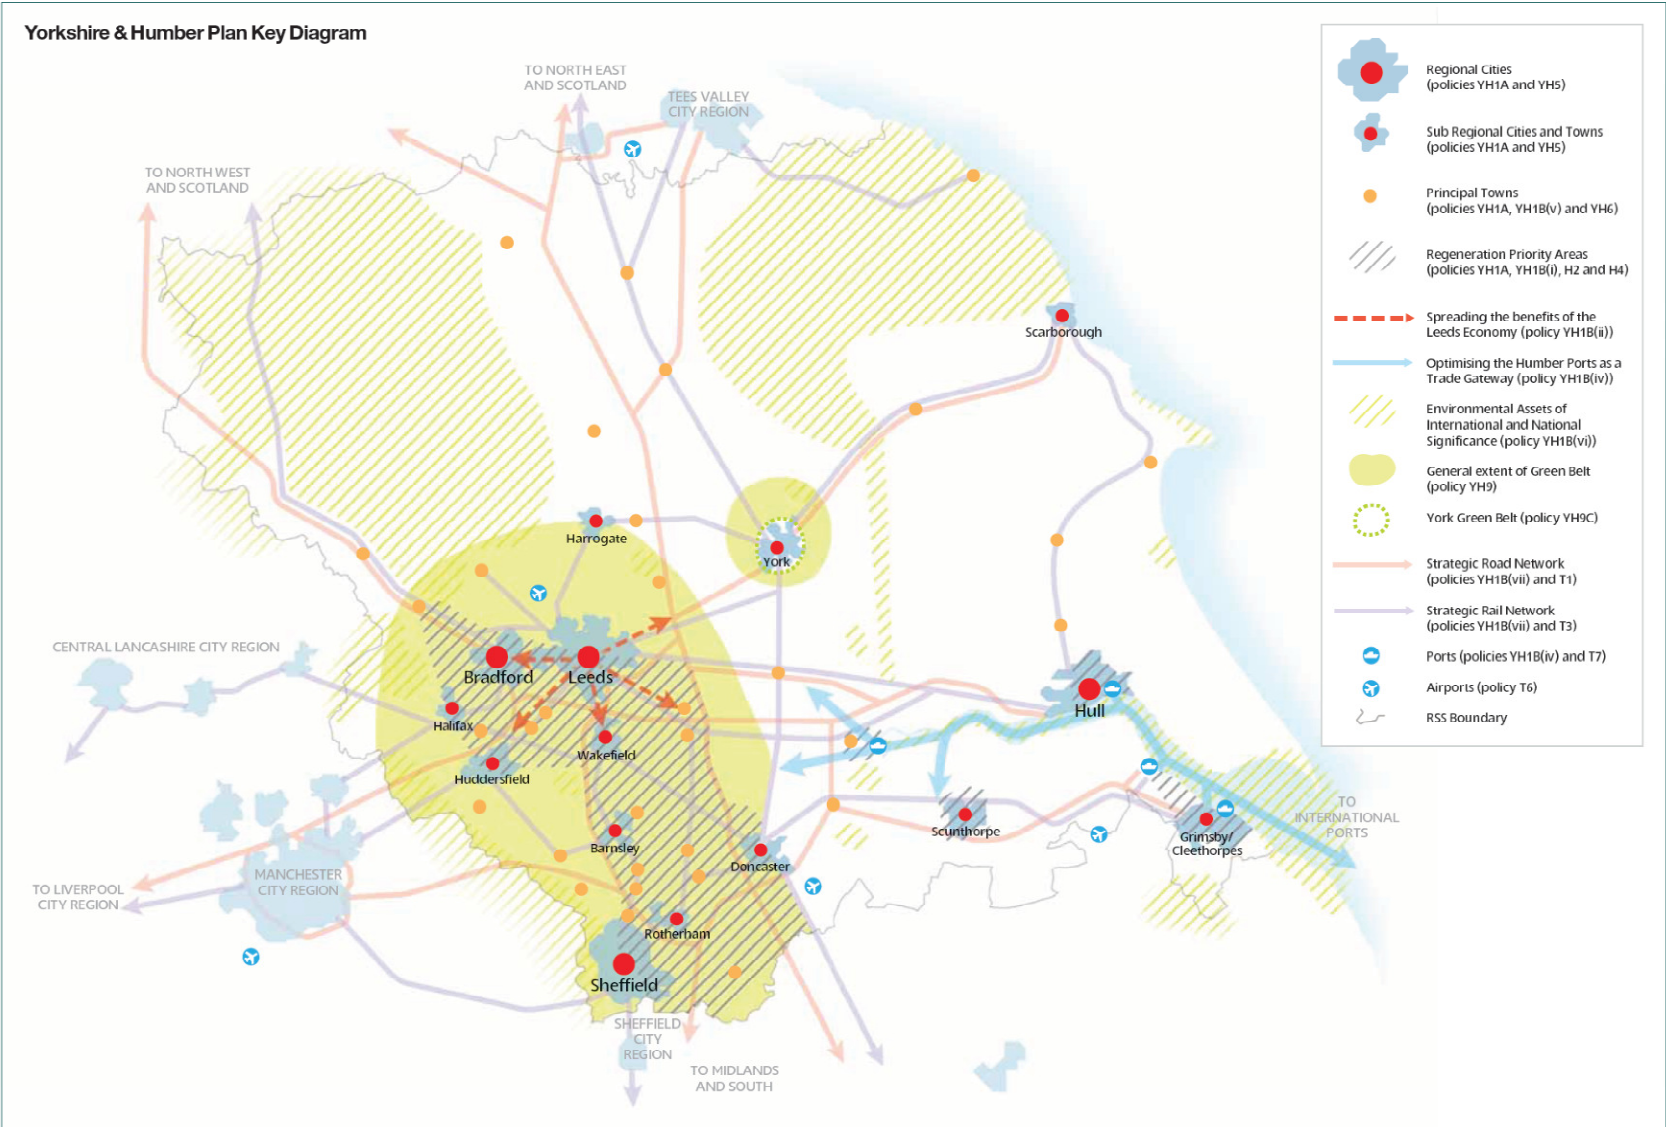 Yorkshire & Humber Plan Key Diagram
TO NORTH EAST
AND SCOTLAND
TEES VALLEY
CITY REGION
TO NORTH WEST
AND SCOTLAND
Scarborough
Harrogate
York
CENTRAL LANCASHIRE CITY REGION
Bradford
Leeds
Halifax
Hull
Wakefield
Huddersfield
TO
INTERNATIONAL
PORTS
Scunthorpe
Grimsby/
Cleethorpes
Barnsley
Doncaster
MANCHESTER
CITY REGION
TO LIVERPOOL
CITY REGION
Rotherham
Sheffield
SHEFFIELD
CITY
REGION
TO MIDLANDS
AND SOUTH
Regional Cities
(policies YH1A and YH5)
Sub Regional Cities and Towns
(policies YH1A and YH5)
Principal Towns
(policies YH1A, YH1B(v) and YH6)
Regeneration Priority Areas
(policies YH1A, YH1B(i), H2 and H4)
Spreading the benefits of the
Leeds Economy (policy YH1B(ii))
Optimising the Humber Ports as a
Trade Gateway (policy YH1B(iv))
Environmental Assets of
International and National
Significance (policy YH1B(vi))
General extent of Green Belt
(policy YH9)
York Green Belt (policy YH9C)
Strategic Road Network
(policies YH1B(vii) and T1)
Strategic Rail Network
(policies YH1B(vii) and T3)
Ports (policies YH1B(iv) and T7)
Airports (policy T6)
RSS Boundary